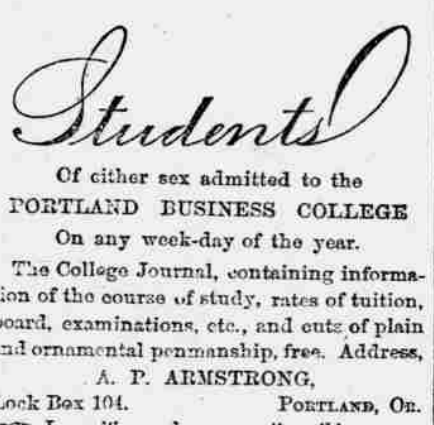 Students
Of either sex admitted to the
PORTLAND BUSINESS COLLEGE
On any week-day of the year.
The College Journal, containing informa-
ion of the course of study, rates of tuition,
oard, examinations, etc., and cuts of plain
nd ornamental penmanship, free. Address,
A. P. ARMSTRONG,
Lock Box 104. PORTLAND, OR.